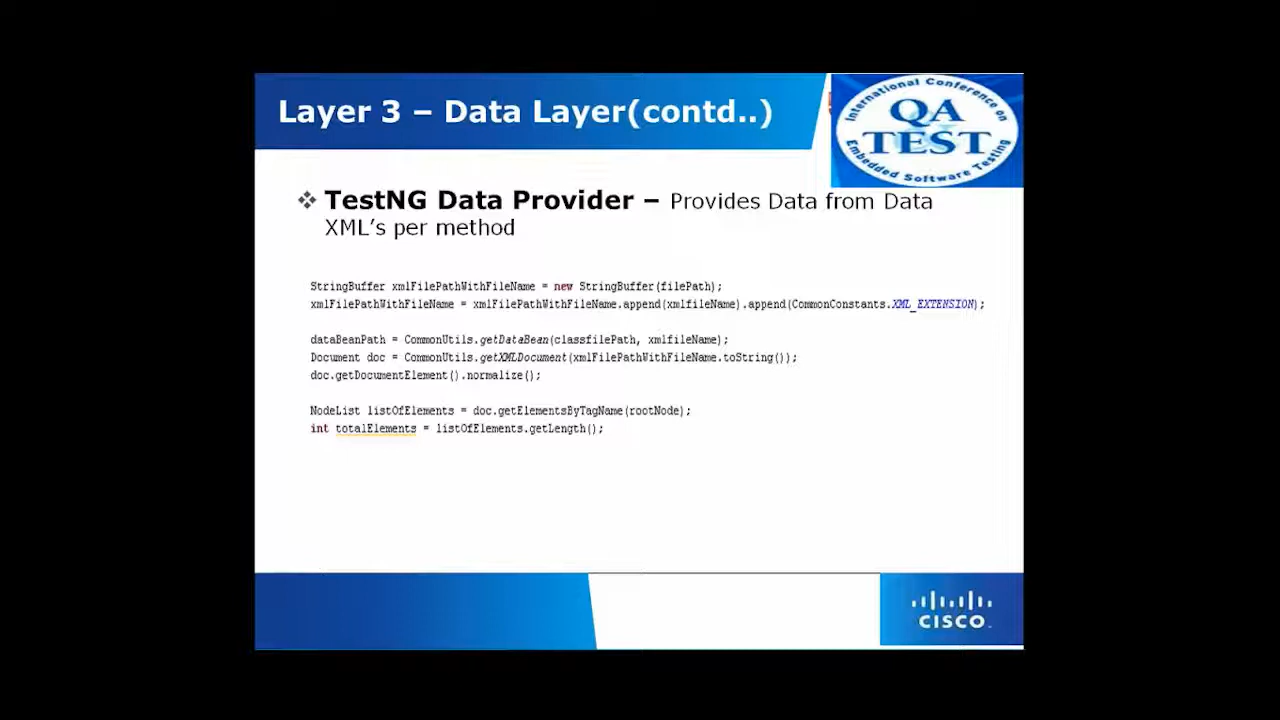 Layer 3 – Data Layer(contd..)
International Conference on
QA
&
TEST
Embedded Software Testing
❖ TestNG Data Provider – Provides Data from Data
XML’s per method
StringBuffer xmlFilePathWithFileName = new StringBuffer(filePath);
xmlFilePathWithFileName = xmlFilePathWithFileName.append(xmlfileName).append(CommonConstants.XML_EXTENSION);
dataBeanPath = CommonUtils.getDataBean(classfilePath, xmlfileName);
Document doc = CommonUtils.getXMLDocument(xmlFilePathWithFileName.toString());
doc.getDocumentElement().normalize();
NodeList listOfElements = doc.getElementsByTagName(rootNode);
int totalElements = listOfElements.getLength();
CISCO